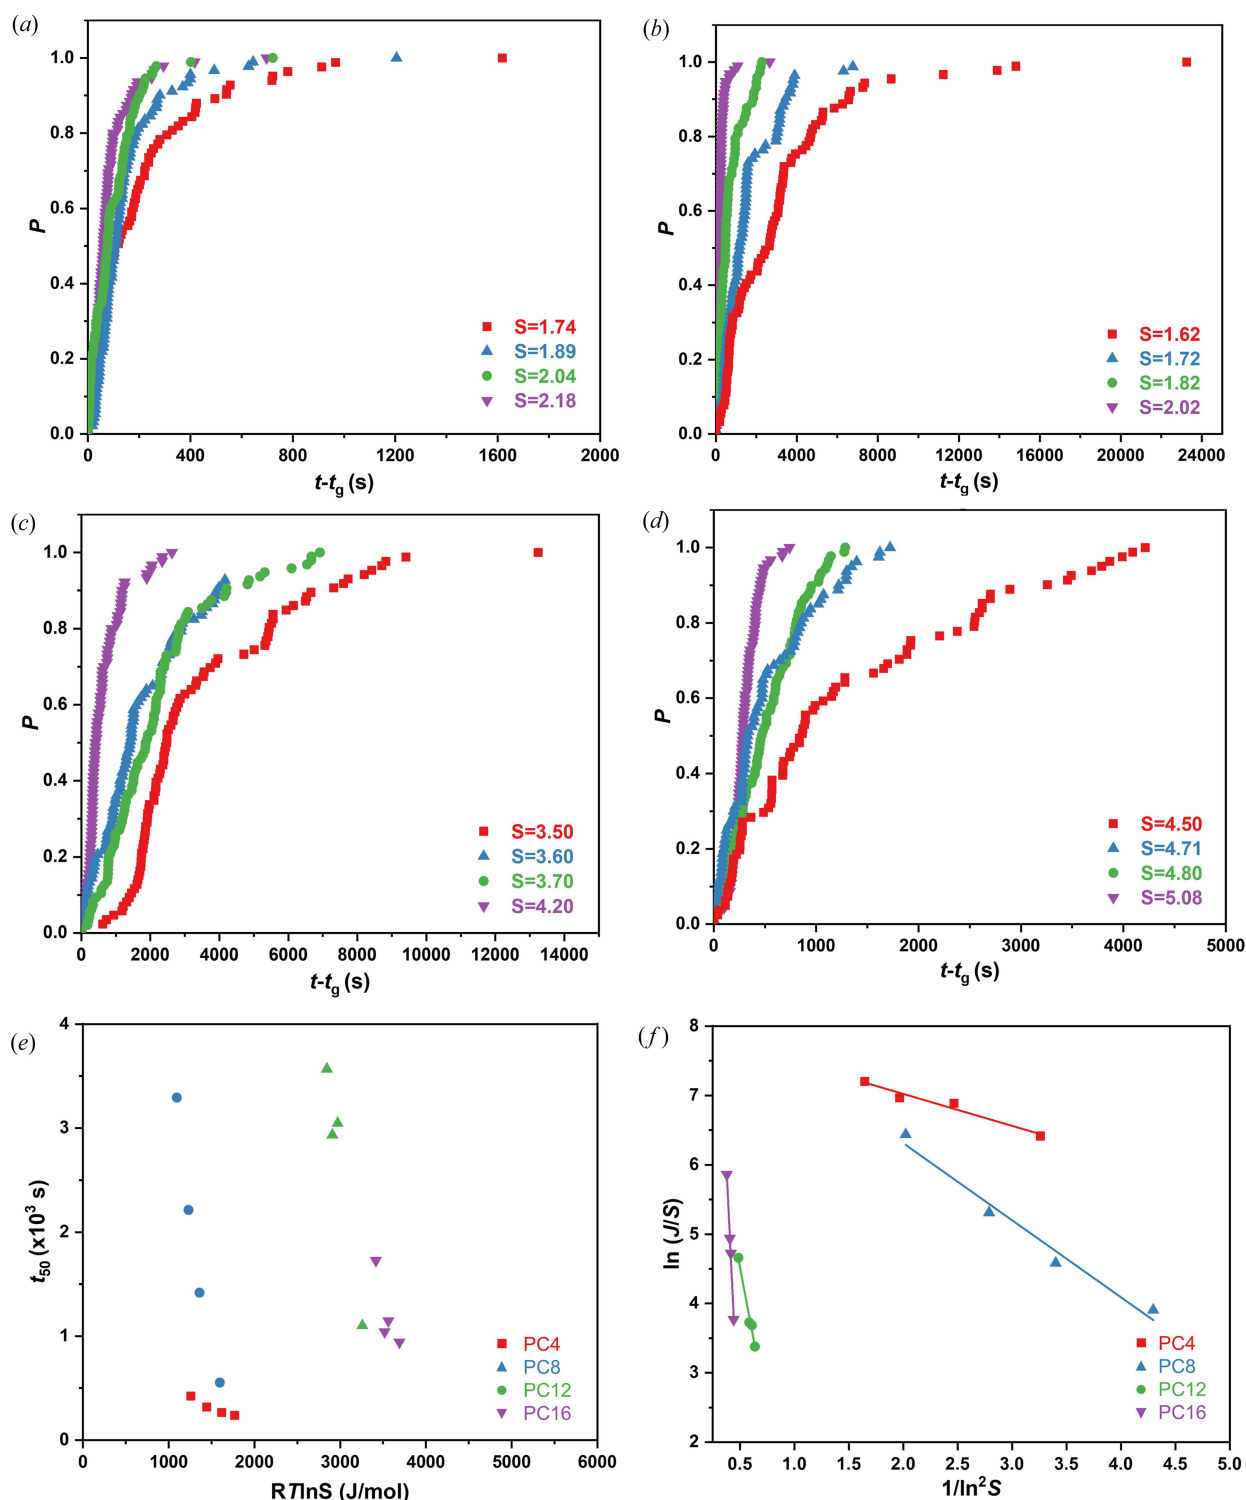 (a)
1.0
0.8
0.6
0.4
0.2
0.0
P
S=1.74
S=1.89
S=2.04
S=2.18
0 400 800 1200 1600 2000
t-tg (s)
(b)
1.0
0.8
0.6
0.4
0.2
0.0
P
S=1.62
S=1.72
S=1.82
S=2.02
0 4000 8000 12000 16000 20000 24000
t-tg (s)
(c)
1.0
0.8
0.6
0.4
0.2
0.0
P
S=3.50
S=3.60
S=3.70
S=4.20
0 2000 4000 6000 8000 10000 12000 14000
t-tg (s)
(d)
1.0
0.8
0.6
0.4
0.2
0.0
P
S=4.50
S=4.71
S=4.80
S=5.08
0 1000 2000 3000 4000 5000
t-tg (s)
(e)
4
3
2
1
0
t50 (x10³ s)
PC4
PC8
PC12
PC16
0 1000 2000 3000 4000 5000 6000
RTlnS (J/mol)
(f)
8
7
6
5
4
3
2
ln (J/S)
PC4
PC8
PC12
PC16
0.5 1.0 1.5 2.0 2.5 3.0 3.5 4.0 4.5 5.0
1/ln²S